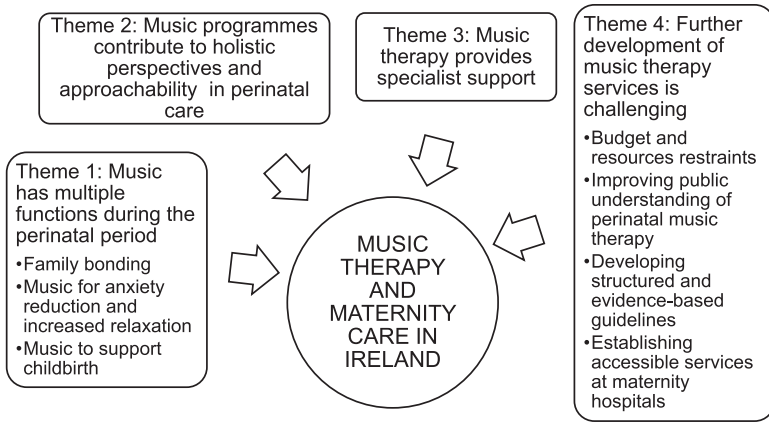 Theme 2: Music programmes
contribute to holistic
perspectives and
approachability in perinatal
care
Theme 3: Music
therapy provides
specialist support
Theme 4: Further
development of
music therapy
services is
challenging
•Budget and
resources restraints
•Improving public
understanding of
perinatal music
therapy
•Developing
structured and
evidence-based
guidelines
•Establishing
accessible services
at maternity
hospitals
Theme 1: Music
has multiple
functions during the
perinatal period
•Family bonding
•Music for anxiety
reduction and
increased relaxation
•Music to support
childbirth
MUSIC
THERAPY
AND
MATERNITY
CARE IN
IRELAND